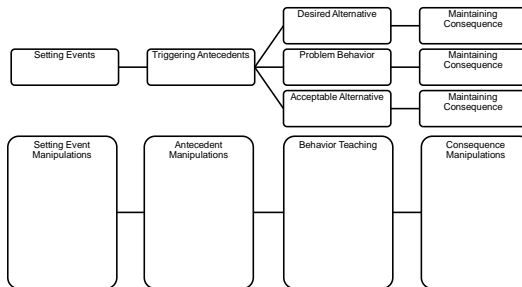 Desired Alternative
Maintaining
Consequence
Setting Events
Triggering Antecedents
Problem Behavior
Maintaining
Consequence
Acceptable Alternative
Maintaining
Consequence
Setting Event
Manipulations
Antecedent
Manipulations
Behavior Teaching
Consequence
Manipulations